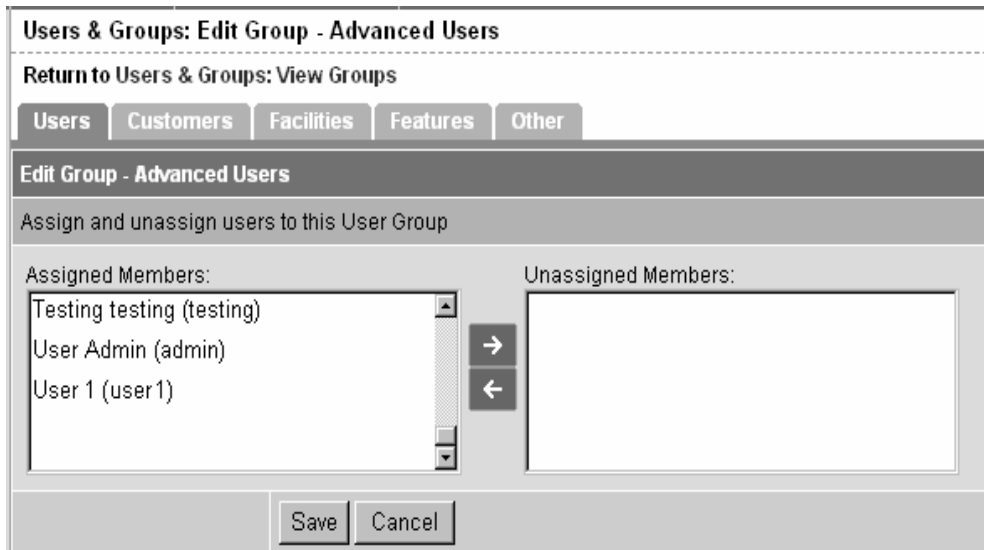 Users & Groups: Edit Group - Advanced Users
Return to Users & Groups: View Groups
Users Customers Facilities Features Other
Edit Group - Advanced Users
Assign and unassign users to this User Group
Assigned Members: Unassigned Members:
Testing testing (testing)
User Admin (admin)
User 1 (user1)
Save Cancel